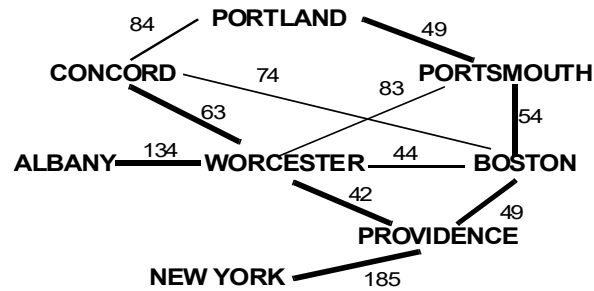 PORTLAND
84
49
CONCORD
PORTSMOUTH
74
83
63
54
ALBANY
134
WORCESTER
44
BOSTON
42
49
PROVIDENCE
NEW YORK
185